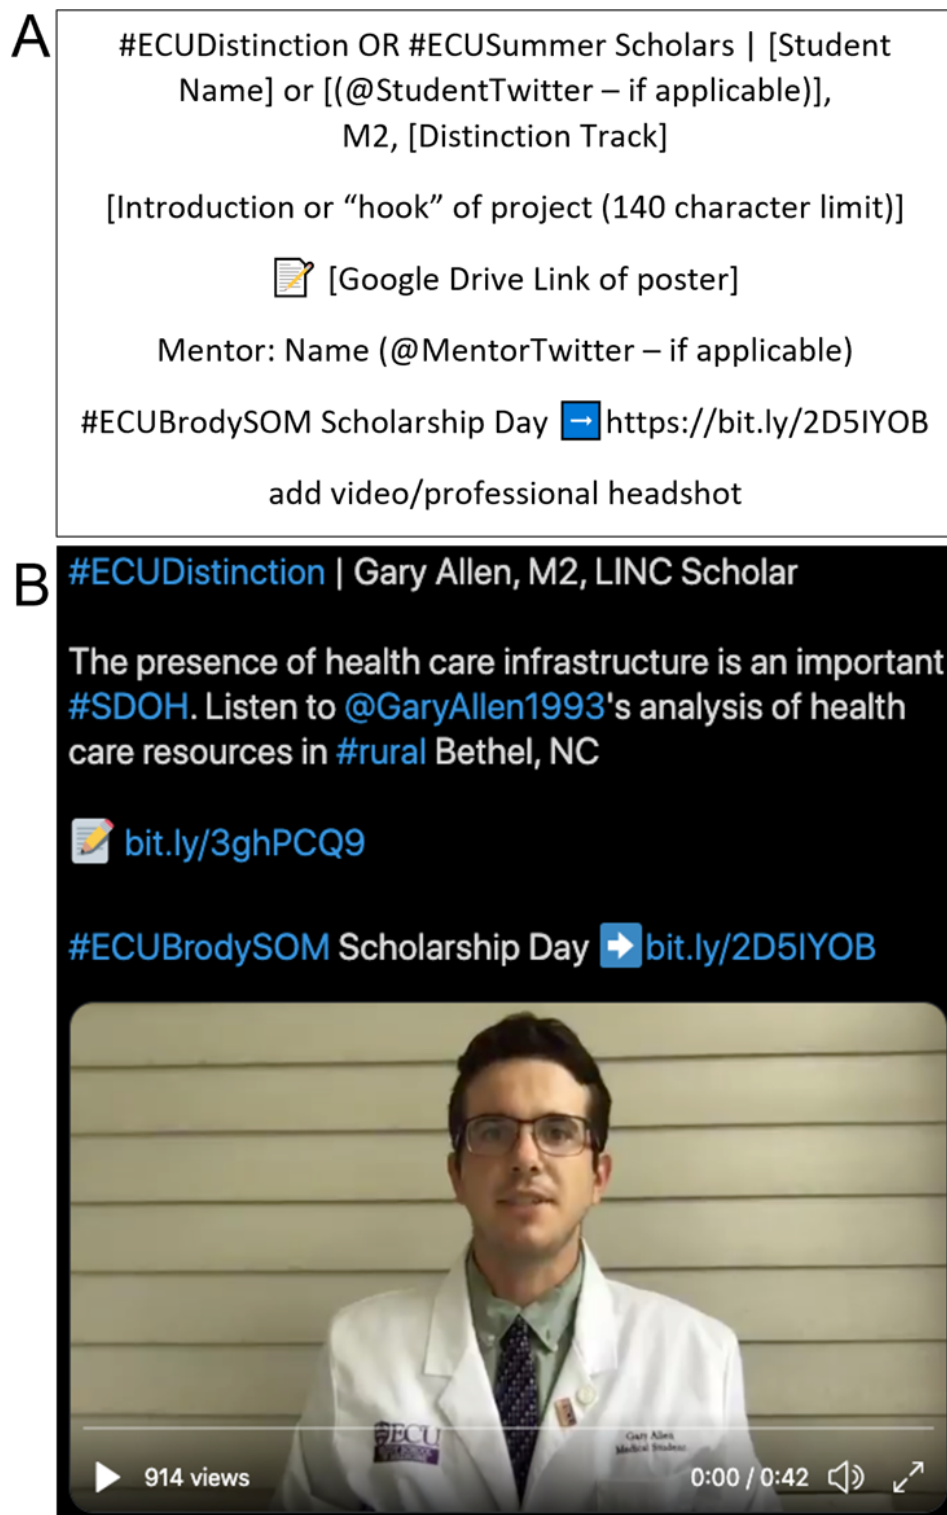 A
#ECUDistinction OR #ECUSummer Scholars | [Student
Name] or [(@StudentTwitter – if applicable)],
M2, [Distinction Track]
[Introduction or “hook” of project (140 character limit)]
📝 [Google Drive Link of poster]
Mentor: Name (@MentorTwitter – if applicable)
#ECUBrodySOM Scholarship Day ➡️ https://bit.ly/2D5IYOB
add video/professional headshot
B
#ECUDistinction | Gary Allen, M2, LINC Scholar
The presence of health care infrastructure is an important
#SDOH. Listen to @GaryAllen1993's analysis of health
care resources in #rural Bethel, NC
📝 bit.ly/3ghPCQ9
#ECUBrodySOM Scholarship Day ➡️ bit.ly/2D5IYOB
ECU
Gary Allen
Medical Student
914 views
0:00 / 0:42